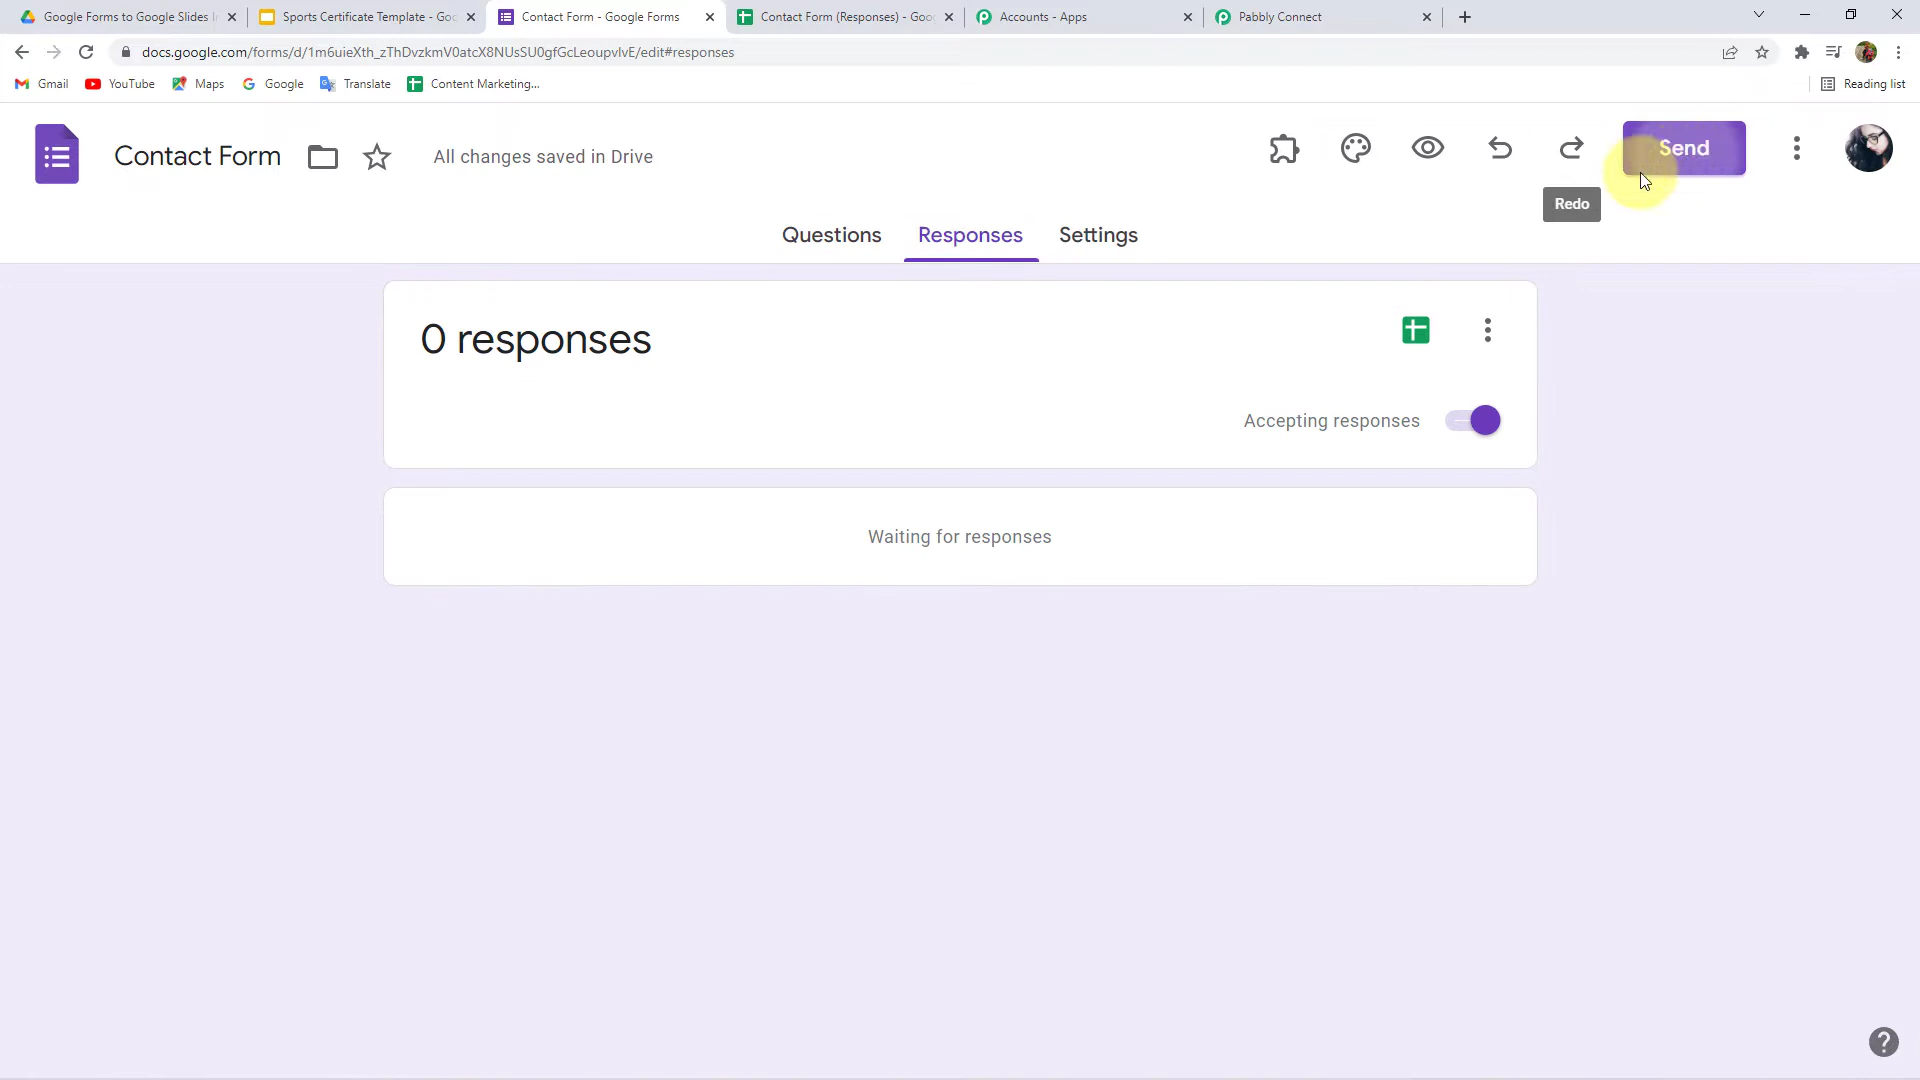 Google Forms to Google Slides I
Sports Certificate Template - Goo
Contact Form - Google Forms
Contact Form (Responses) - Goo
Accounts - Apps
Pabbly Connect
docs.google.com/forms/d/1m6uieXth_zThDvzkmV0atcX8NUsSU0gfGcLeoupvlvE/edit#responses
Gmail
YouTube
Maps
Google
Translate
Content Marketing...
Reading list
Contact Form
All changes saved in Drive
Send
Redo
Questions
Responses
Settings
0 responses
Accepting responses
Waiting for responses